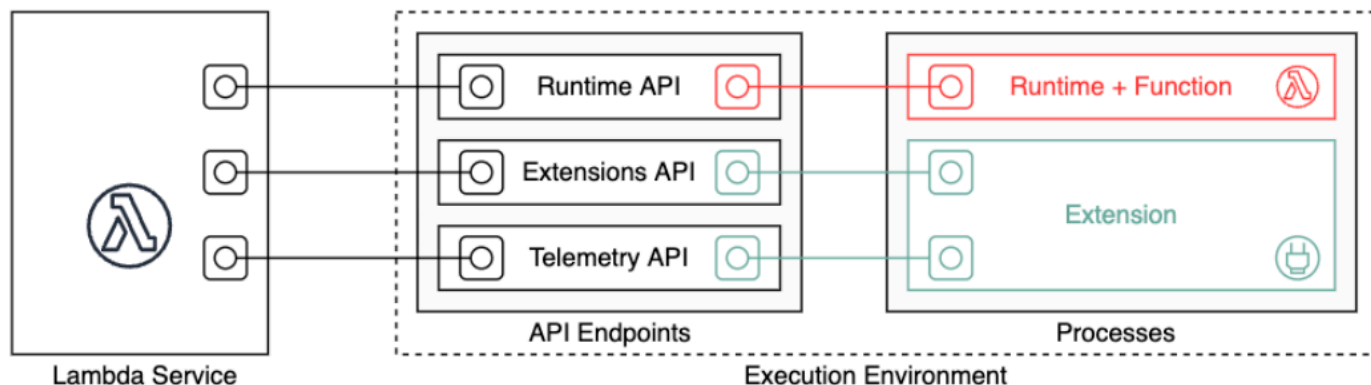 Runtime API
Runtime + Function
Extensions API
Extension
Telemetry API
API Endpoints
Processes
Lambda Service
Execution Environment